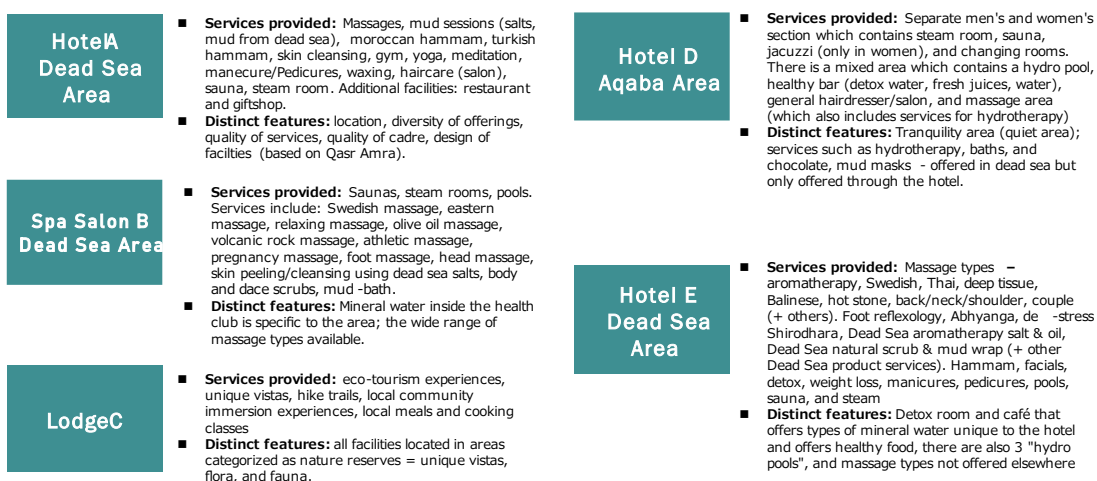 HotelA
Dead Sea
Area
■ Services provided: Massages, mud sessions (salts,
mud from dead sea), moroccan hammam, turkish
hammam, skin cleansing, gym, yoga, meditation,
manecure/Pedicures, waxing, haircare (salon),
sauna, steam room. Additional facilities: restaurant
and giftshop.
■ Distinct features: location, diversity of offerings,
quality of services, quality of cadre, design of
facilties (based on Qasr Amra).
Spa Salon B
Dead Sea Area
■ Services provided: Saunas, steam rooms, pools.
Services include: Swedish massage, eastern
massage, relaxing massage, olive oil massage,
volcanic rock massage, athletic massage,
pregnancy massage, foot massage, head massage,
skin peeling/cleansing using dead sea salts, body
and dace scrubs, mud -bath.
■ Distinct features: Mineral water inside the health
club is specific to the area; the wide range of
massage types available.
LodgeC
■ Services provided: eco-tourism experiences,
unique vistas, hike trails, local community
immersion experiences, local meals and cooking
classes
■ Distinct features: all facilities located in areas
categorized as nature reserves = unique vistas,
flora, and fauna.
Hotel D
Aqaba Area
■ Services provided: Separate men's and women's
section which contains steam room, sauna,
jacuzzi (only in women), and changing rooms.
There is a mixed area which contains a hydro pool,
healthy bar (detox water, fresh juices, water),
general hairdresser/salon, and massage area
(which also includes services for hydrotherapy)
■ Distinct features: Tranquility area (quiet area);
services such as hydrotherapy, baths, and
chocolate, mud masks - offered in dead sea but
only offered through the hotel.
Hotel E
Dead Sea
Area
■ Services provided: Massage types –
aromatherapy, Swedish, Thai, deep tissue,
Balinese, hot stone, back/neck/shoulder, couple
(+ others). Foot reflexology, Abhyanga, de -stress
Shirodhara, Dead Sea aromatherapy salt & oil,
Dead Sea natural scrub & mud wrap (+ other
Dead Sea product services). Hammam, facials,
detox, weight loss, manicures, pedicures, pools,
sauna, and steam
■ Distinct features: Detox room and café that
offers types of mineral water unique to the hotel
and offers healthy food, there are also 3 "hydro
pools", and massage types not offered elsewhere